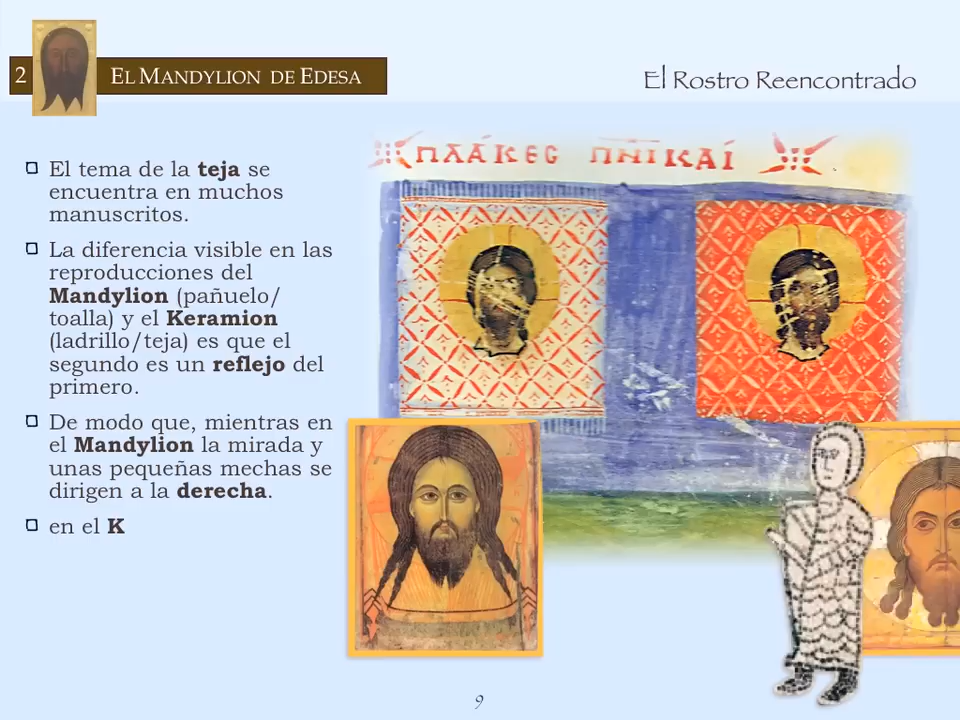 2
EL MANDYLION DE EDESA
El Rostro Reencontrado
ΠΛΆΚΕC ΠΝΪΚΑΊ
El tema de la teja se
encuentra en muchos
manuscritos.
La diferencia visible en las
reproducciones del
Mandylion (pañuelo/
toalla) y el Keramion
(ladrillo/teja) es que el
segundo es un reflejo del
primero.
De modo que, mientras en
el Mandylion la mirada y
unas pequeñas mechas se
dirigen a la derecha.
en el K
9